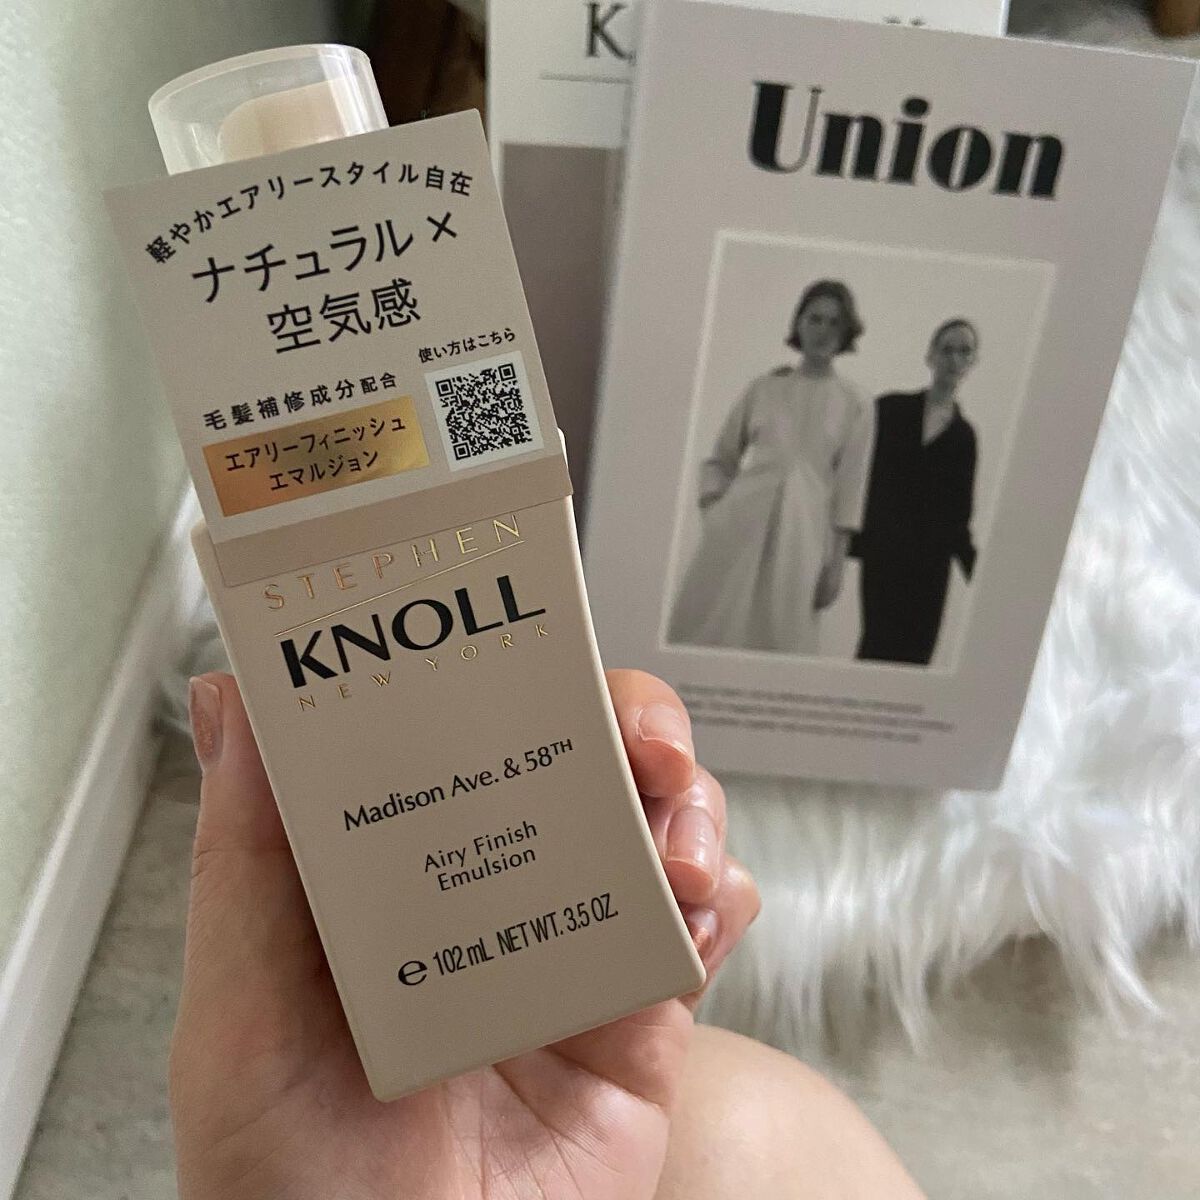 軽やかエアリースタイル自在
ナチュラル×
空気感
使い方はこちら
毛髪補修成分配合
エアリーフィニッシュ
エマルジョン
STEPHEN
KNOLL
NEW YORK
Madison Ave. & 58TH
Airy Finish
Emulsion
e 102 mL NET WT. 3.5 OZ.
Union